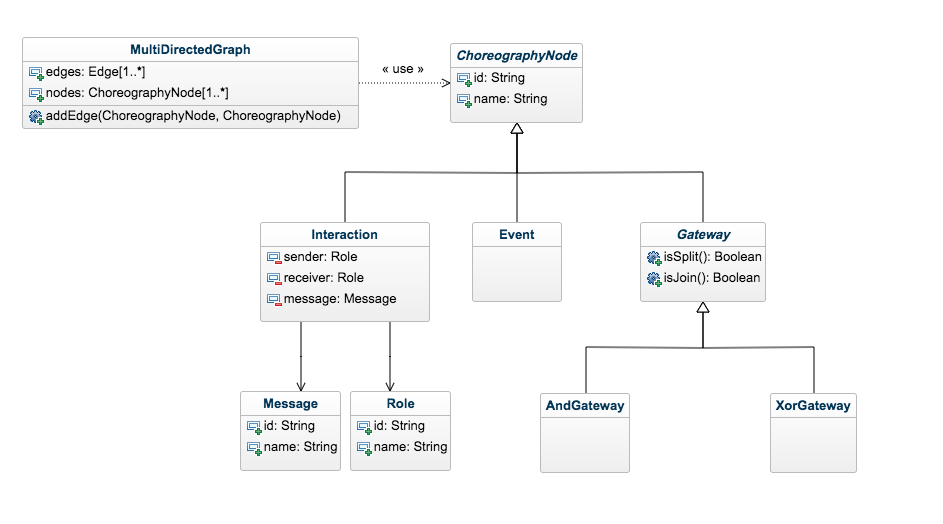 MultiDirectedGraph
edges: Edge[1..*]
nodes: ChoreographyNode[1..*]
addEdge(ChoreographyNode, ChoreographyNode)
« use »
ChoreographyNode
id: String
name: String
Interaction
sender: Role
receiver: Role
message: Message
Event
Gateway
isSplit(): Boolean
isJoin(): Boolean
Message
id: String
name: String
Role
id: String
name: String
AndGateway
XorGateway